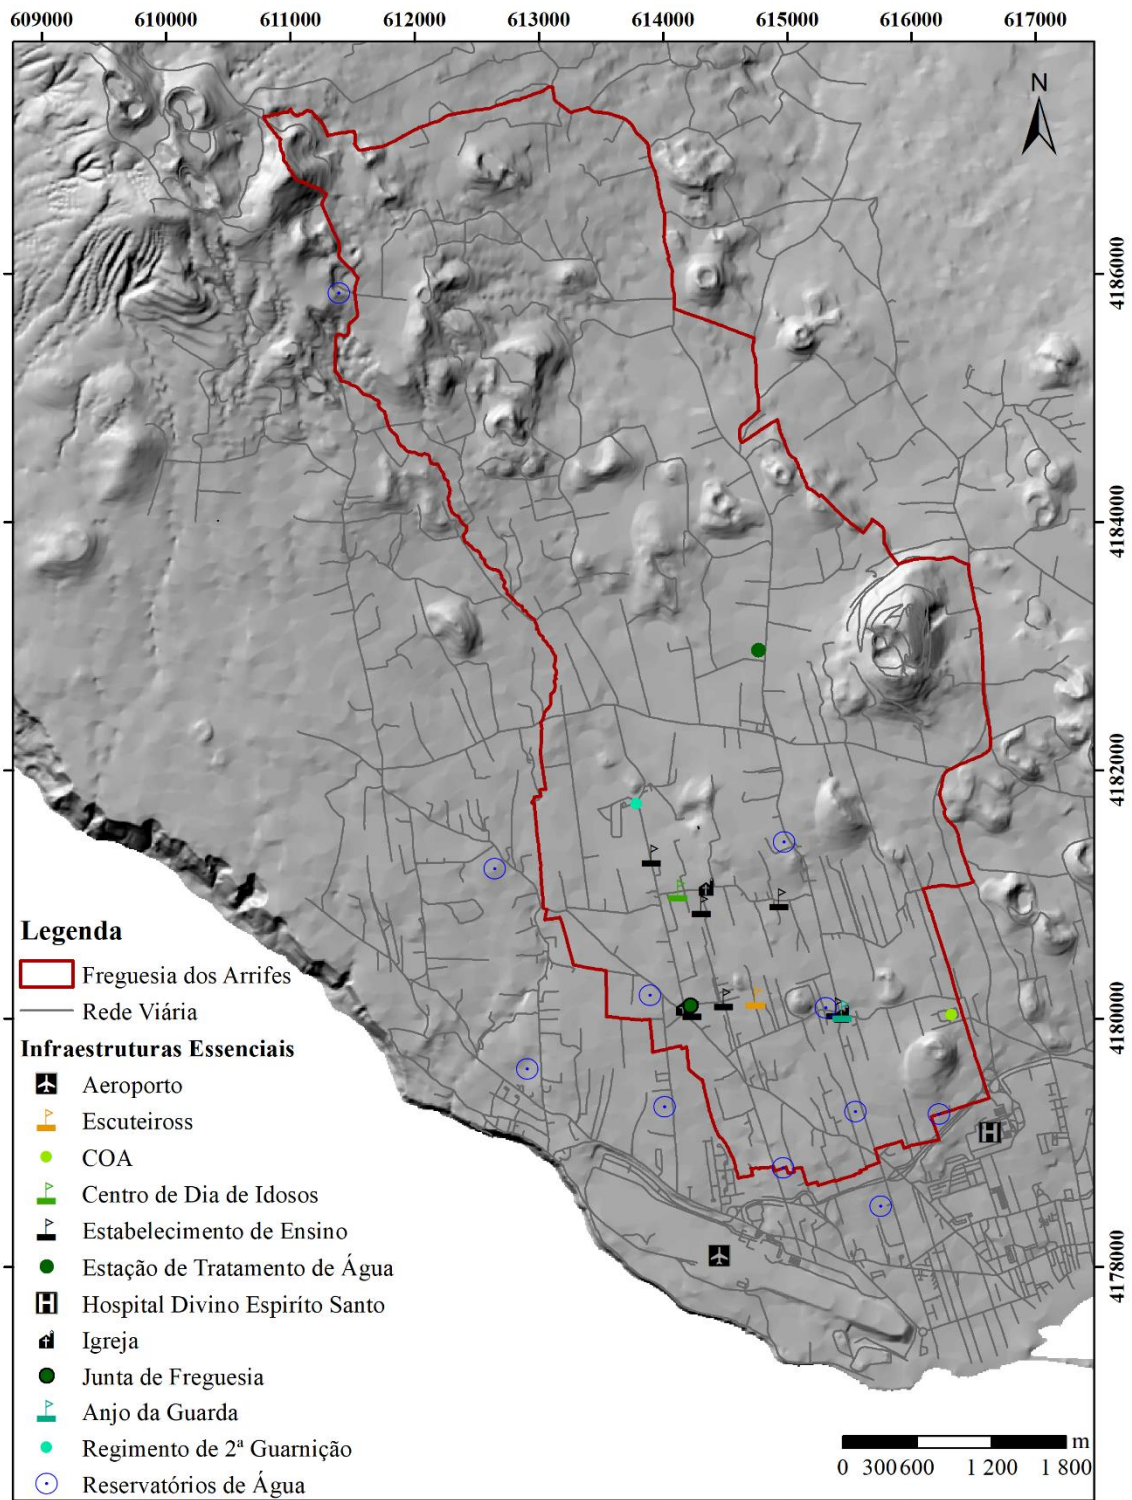 609000 610000 611000 612000 613000 614000 615000 616000 617000
N
4186000
4184000
4182000
4180000
4178000
Legenda
Freguesia dos Arrifes
Rede Viária
Infraestruturas Essenciais
Aeroporto
Escuteiross
COA
Centro de Dia de Idosos
Estabelecimento de Ensino
Estação de Tratamento de Água
H Hospital Divino Espiríto Santo
Igreja
Junta de Freguesia
Anjo da Guarda
Regimento de 2ª Guarnição
Reservatórios de Água
H
m
0 300 600 1 200 1 800